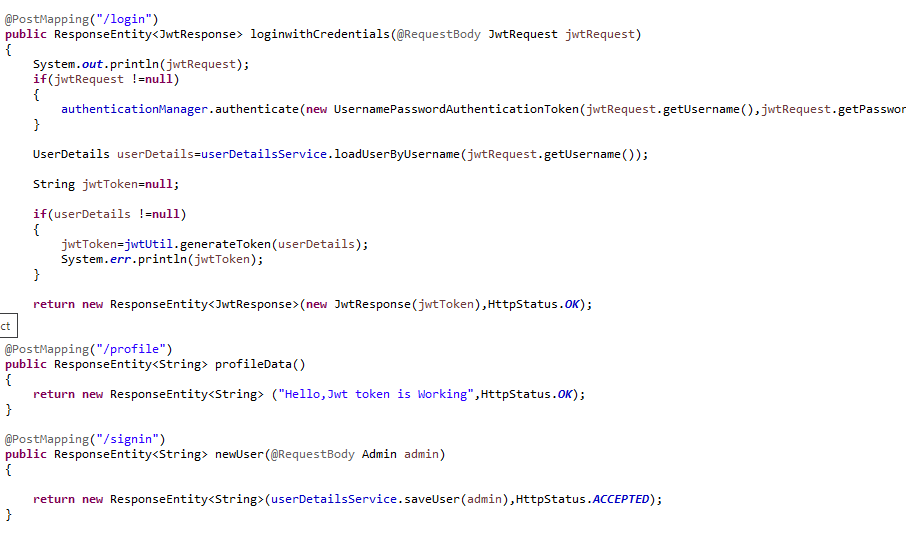 @PostMapping("/login")
public ResponseEntity<JwtResponse> loginwithCredentials(@RequestBody JwtRequest jwtRequest)
{
System.out.println(jwtRequest);
if(jwtRequest !=null)
{
authenticationManager.authenticate(new UsernamePasswordAuthenticationToken(jwtRequest.getUsername(),jwtRequest.getPasswor
}
UserDetails userDetails=userDetailsService.loadUserByUsername(jwtRequest.getUsername());
String jwtToken=null;
if(userDetails !=null)
{
jwtToken=jwtUtil.generateToken(userDetails);
System.err.println(jwtToken);
}
return new ResponseEntity<JwtResponse>(new JwtResponse(jwtToken),HttpStatus.OK);
ct
@PostMapping("/profile")
public ResponseEntity<String> profileData()
{
return new ResponseEntity<String> ("Hello,Jwt token is Working",HttpStatus.OK);
}
@PostMapping("/signin")
public ResponseEntity<String> newUser(@RequestBody Admin admin)
{
return new ResponseEntity<String>(userDetailsService.saveUser(admin),HttpStatus.ACCEPTED);
}